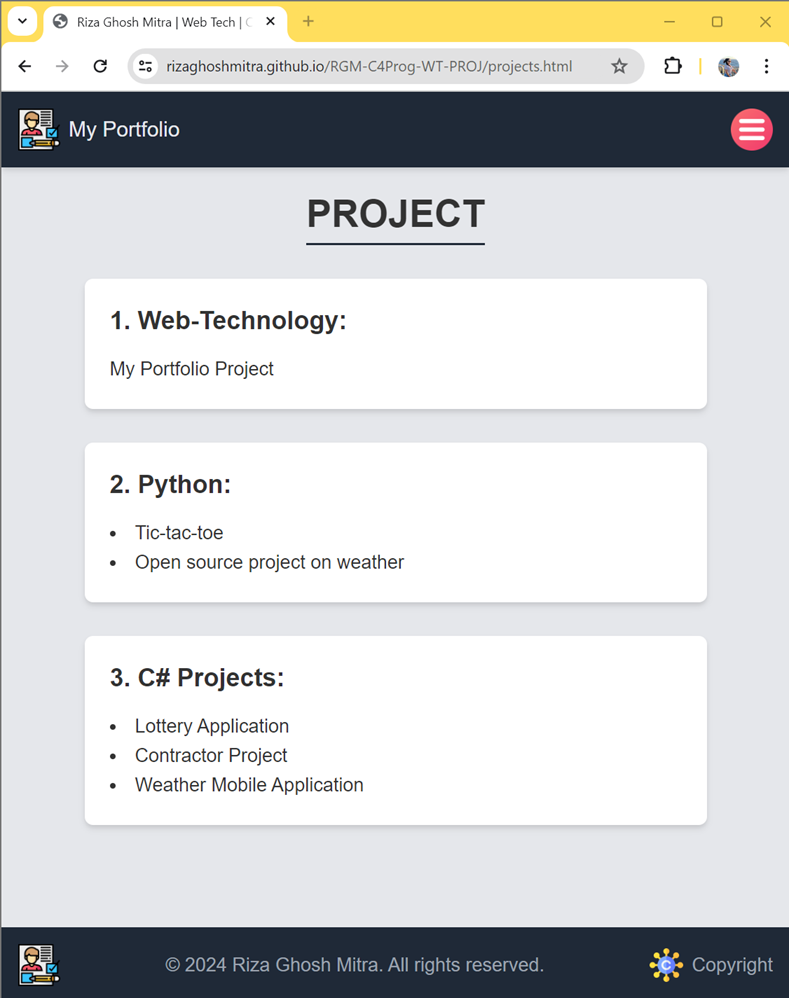 Riza Ghosh Mitra | Web Tech |
rizaghoshmitra.github.io/RGM-C4Prog-WT-PROJ/projects.html
My Portfolio
PROJECT
1. Web-Technology:
My Portfolio Project
2. Python:
• Tic-tac-toe
• Open source project on weather
3. C# Projects:
• Lottery Application
• Contractor Project
• Weather Mobile Application
© 2024 Riza Ghosh Mitra. All rights reserved.
C Copyright